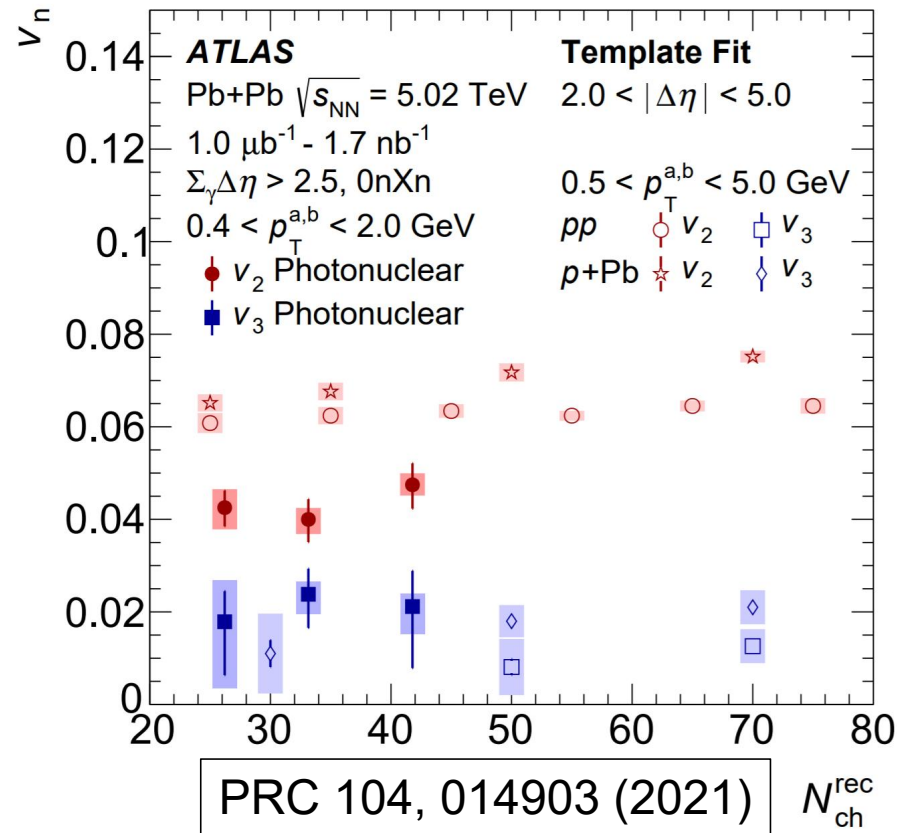 v_n
0.14
0.12
0.1
0.08
0.06
0.04
0.02
0
ATLAS
Pb+Pb √s_NN = 5.02 TeV
1.0 μb⁻¹ - 1.7 nb⁻¹
Σ_γΔη > 2.5, 0nXn
0.4 < p_T^{a,b} < 2.0 GeV
v_2 Photonuclear
v_3 Photonuclear
Template Fit
2.0 < |Δη| < 5.0
0.5 < p_T^{a,b} < 5.0 GeV
pp v_2 v_3
p+Pb v_2 v_3
20 30 40 50 60 70 80
PRC 104, 014903 (2021) N_ch^rec